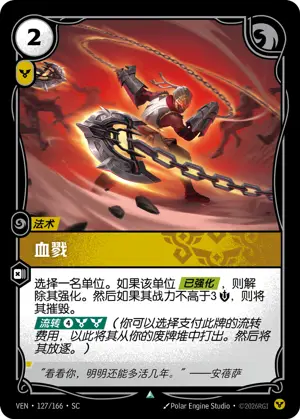 2
法术
血戮
选择一名单位。如果该单位 已强化，则解
除其强化。然后如果其战力不高于3，则将
其摧毁。
流转 4（你可以选择支付此牌的流转
费用，以此将其从你的废牌堆中打出。然后将
其放逐。）
“看看你，明明还能多活几年。”——安蓓萨
VEN • 127/166 • SC
Polar Engine Studio • ©2026RGI